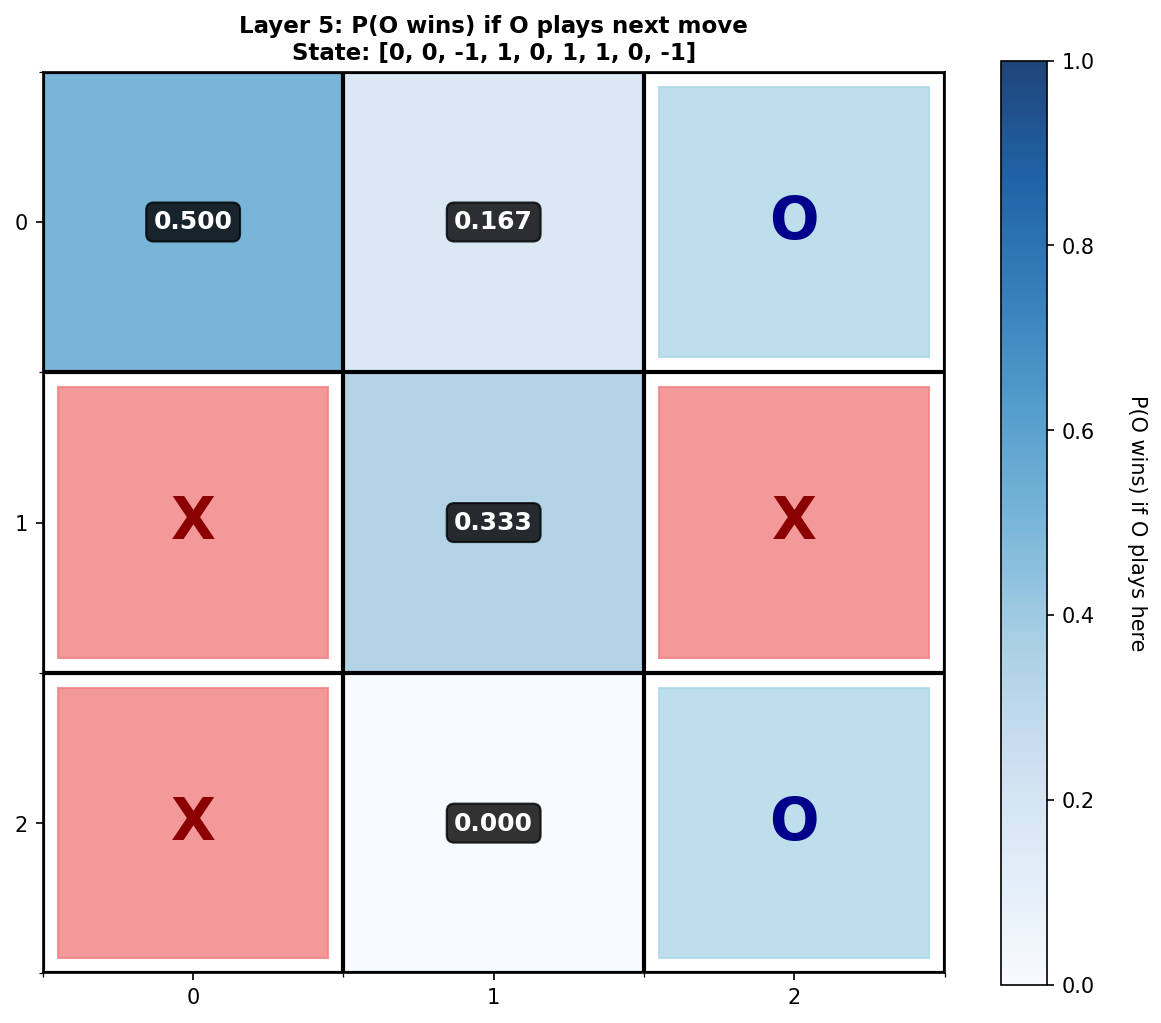 Layer 5: P(O wins) if O plays next move
State: [0, 0, -1, 1, 0, 1, 1, 0, -1]
0
0.500
0.167
O
1
X
0.333
X
2
X
0.000
O
0
1
2
1.0
0.8
0.6
0.4
0.2
0.0
P(O wins) if O plays here